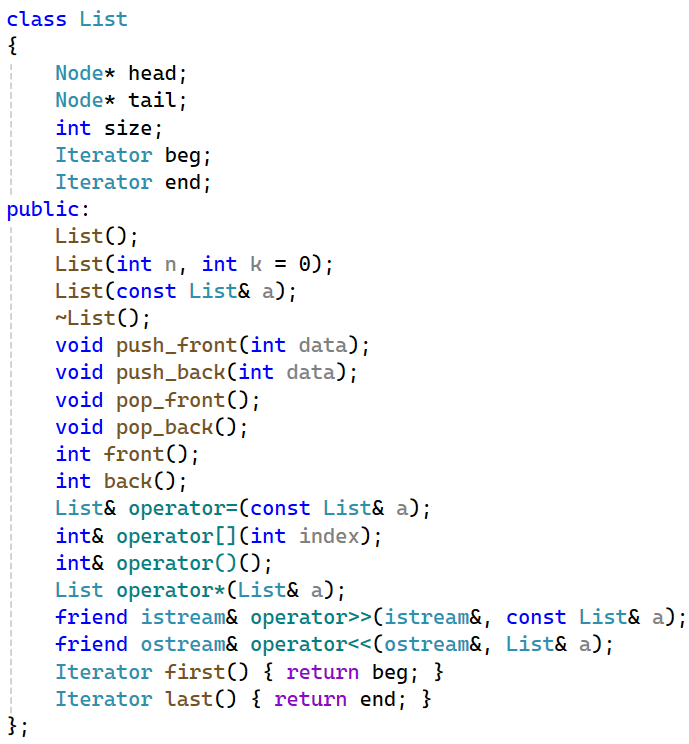 class List
{
    Node* head;
    Node* tail;
    int size;
    Iterator beg;
    Iterator end;
public:
    List();
    List(int n, int k = 0);
    List(const List& a);
    ~List();
    void push_front(int data);
    void push_back(int data);
    void pop_front();
    void pop_back();
    int front();
    int back();
    List& operator=(const List& a);
    int& operator[](int index);
    int& operator()();
    List operator*(List& a);
    friend istream& operator>>(istream&, const List& a);
    friend ostream& operator<<(ostream&, List& a);
    Iterator first() { return beg; }
    Iterator last() { return end; }
};